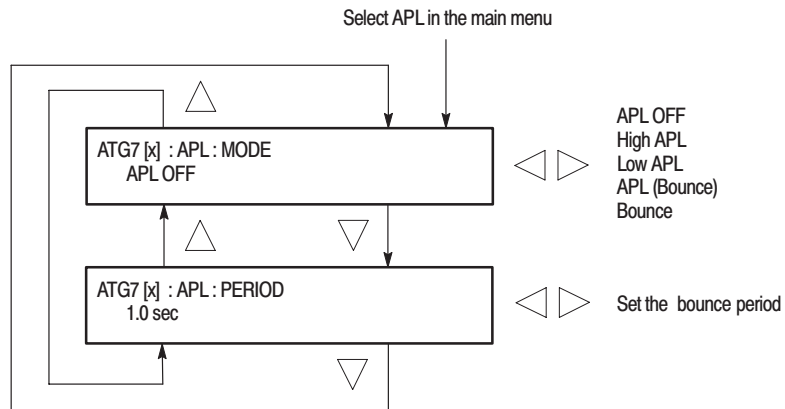 Select APL in the main menu
ATG7 [x] : APL : MODE
APL OFF
APL OFF
High APL
Low APL
APL (Bounce)
Bounce
ATG7 [x] : APL : PERIOD
1.0 sec
Set the bounce period